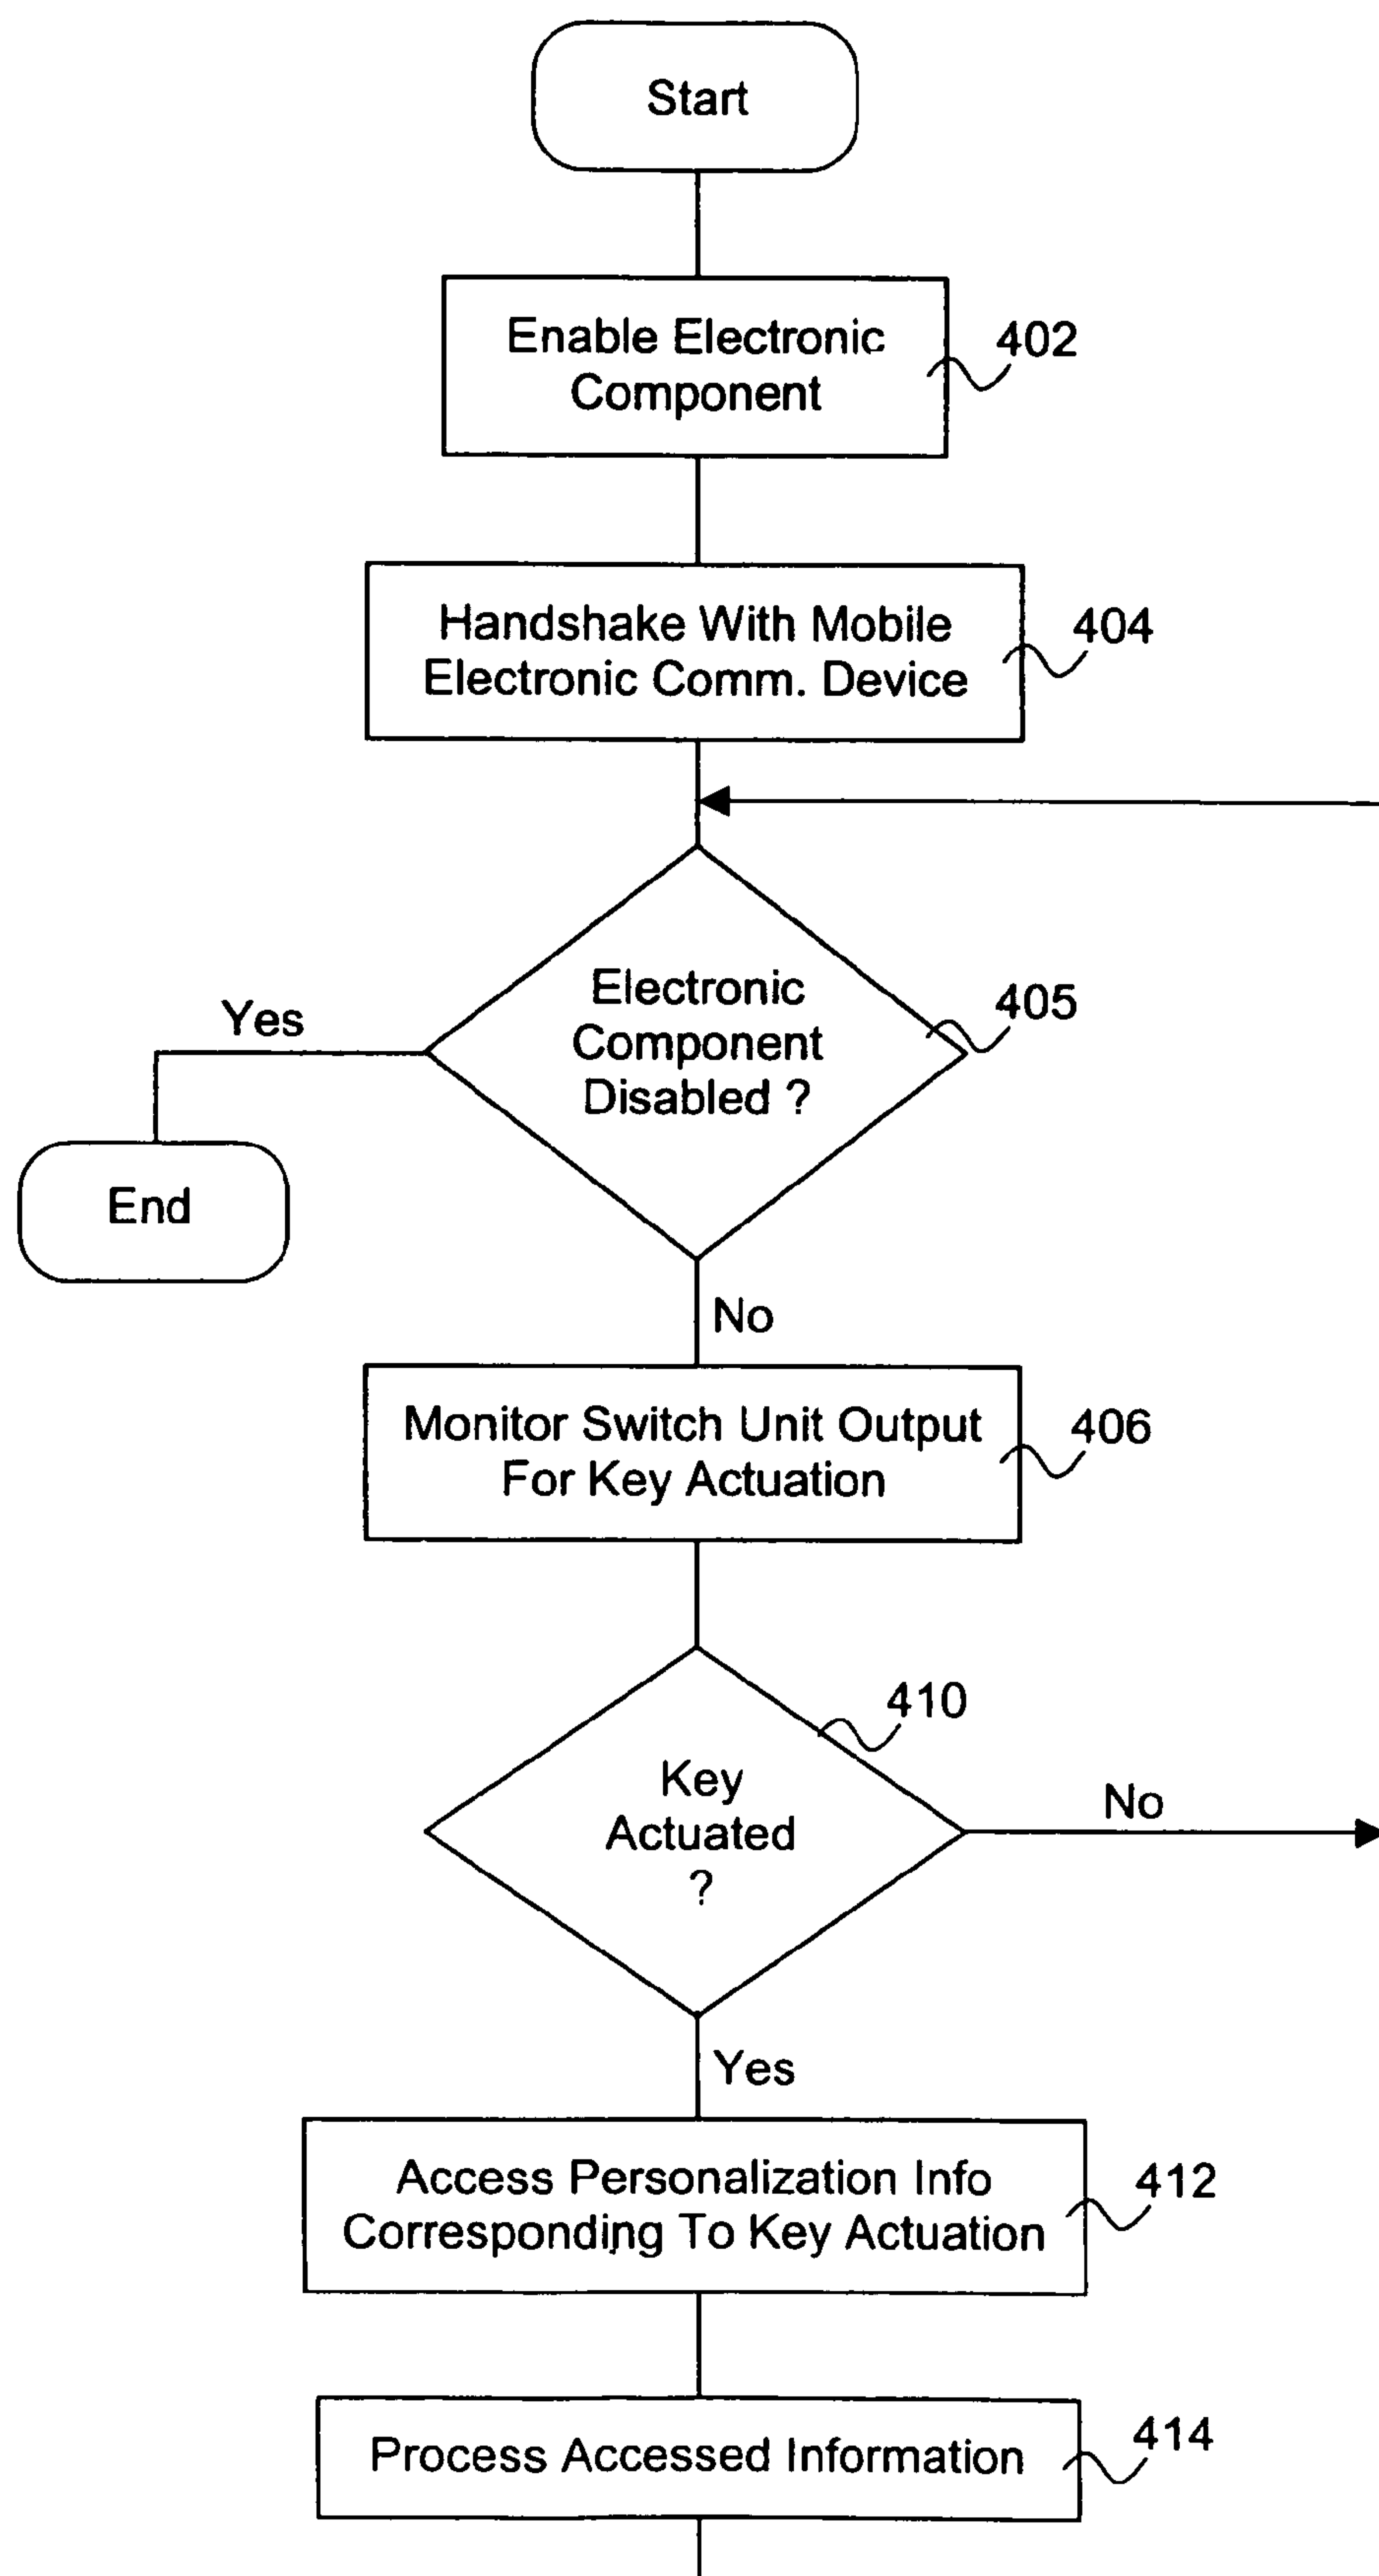 Start
Enable Electronic
Component
402
Handshake With Mobile
Electronic Comm. Device
404
Electronic
Component
Disabled ?
405
Yes
End
No
Monitor Switch Unit Output
For Key Actuation
406
410
Key
Actuated
?
No
Yes
Access Personalization Info
Corresponding To Key Actuation
412
Process Accessed Information
414